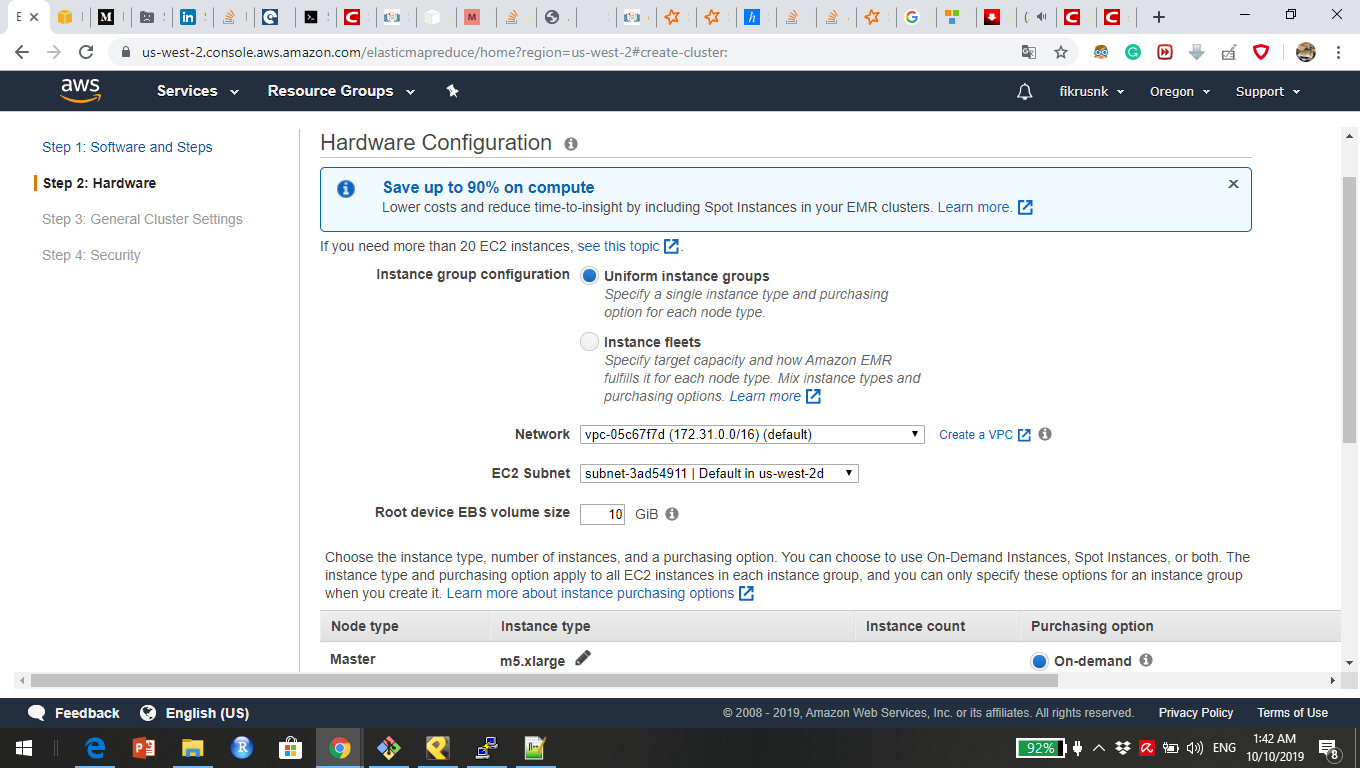 us-west-2.console.aws.amazon.com/elasticmapreduce/home?region=us-west-2#create-cluster:
aws
Services
Resource Groups
fikrusnk
Oregon
Support
Step 1: Software and Steps
Step 2: Hardware
Step 3: General Cluster Settings
Step 4: Security
Hardware Configuration
Save up to 90% on compute
Lower costs and reduce time-to-insight by including Spot Instances in your EMR clusters. Learn more.
If you need more than 20 EC2 instances, see this topic.
Instance group configuration
Uniform instance groups
Specify a single instance type and purchasing
option for each node type.
Instance fleets
Specify target capacity and how Amazon EMR
fulfills it for each node type. Mix instance types and
purchasing options. Learn more
Network vpc-05c67f7d (172.31.0.0/16) (default) Create a VPC
EC2 Subnet subnet-3ad54911 | Default in us-west-2d
Root device EBS volume size 10 GiB
Choose the instance type, number of instances, and a purchasing option. You can choose to use On-Demand Instances, Spot Instances, or both. The
instance type and purchasing option apply to all EC2 instances in each instance group, and you can only specify these options for an instance group
when you create it. Learn more about instance purchasing options
Node type Instance type Instance count Purchasing option
Master m5.xlarge On-demand
Feedback English (US) © 2008 - 2019, Amazon Web Services, Inc. or its affiliates. All rights reserved. Privacy Policy Terms of Use
92% ENG 1:42 AM
10/10/2019
8